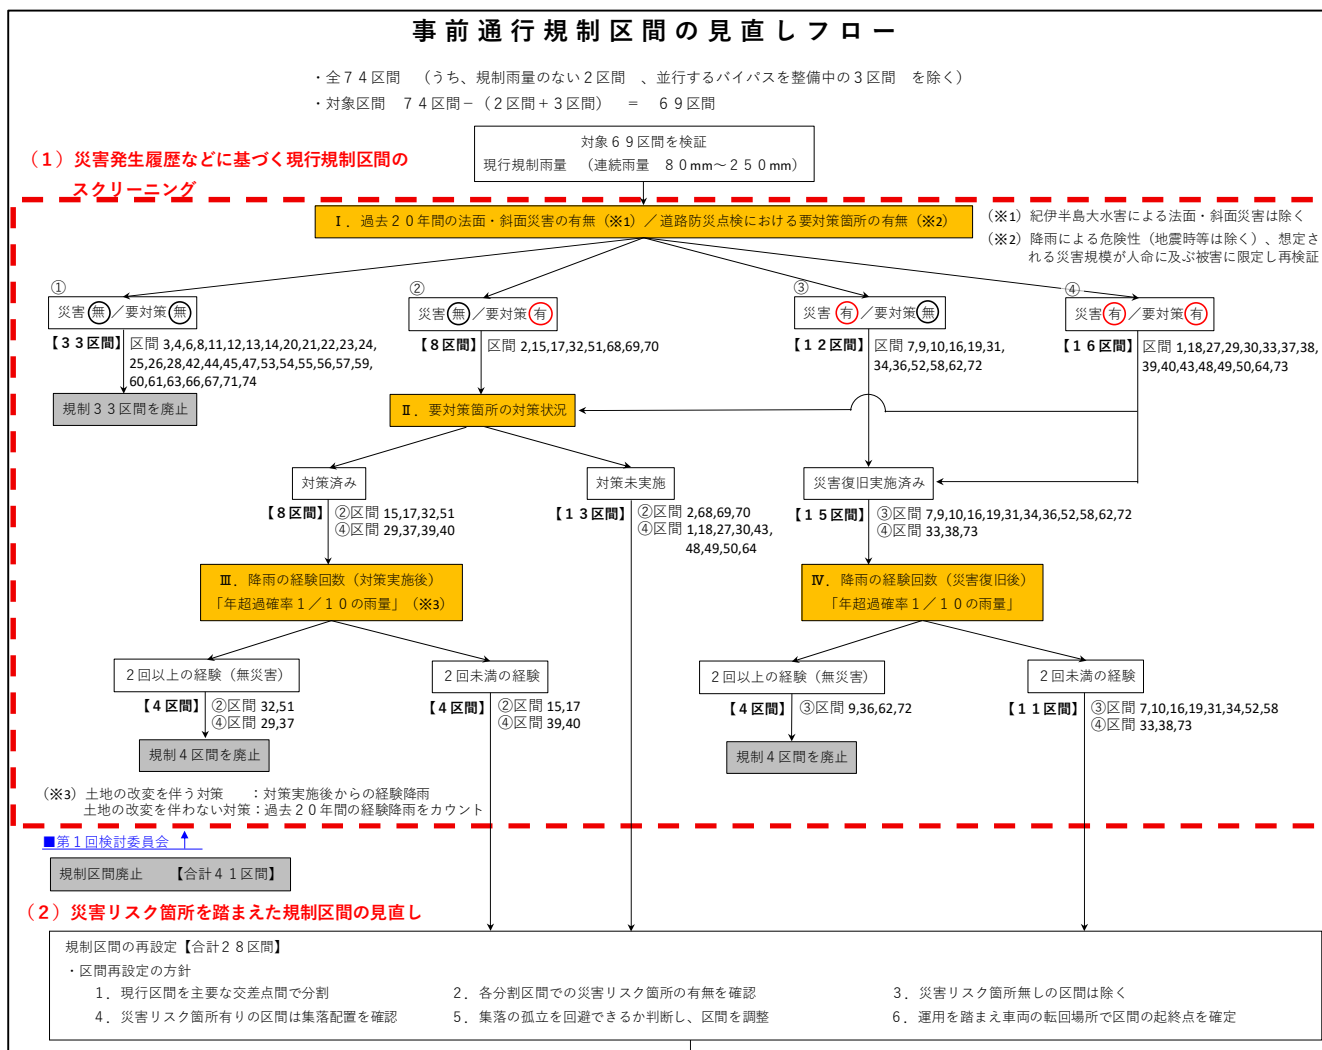 事前通行規制区間の見直しフロー
・全７４区間　（うち、規制雨量のない２区間　、並行するバイパスを整備中の３区間　を除く）
・対象区間　７４区間－（２区間＋３区間）　＝　６９区間
対象６９区間を検証
現行規制雨量　（連続雨量　８０mm～２５０mm）
（１）災害発生履歴などに基づく現行規制区間の
スクリーニング
Ⅰ．過去２０年間の法面・斜面災害の有無（※1）／道路防災点検における要対策箇所の有無（※2）
（※1）紀伊半島大水害による法面・斜面災害は除く
（※2）降雨による危険性（地震時等は除く）、想定さ
れる災害規模が人命に及ぶ被害に限定し再検証
①
災害無／要対策無
【３３区間】 区間 3,4,6,8,11,12,13,14,20,21,22,23,24,
25,26,28,42,44,45,47,53,54,55,56,57,59,
60,61,63,66,67,71,74
規制３３区間を廃止
②
災害無／要対策有
【８区間】 区間 2,15,17,32,51,68,69,70
③
災害有／要対策無
【１２区間】 区間 7,9,10,16,19,31,
34,36,52,58,62,72
④
災害有／要対策有
【１６区間】 区間 1,18,27,29,30,33,37,38,
39,40,43,48,49,50,64,73
Ⅱ．要対策箇所の対策状況
対策済み
【８区間】 ②区間 15,17,32,51
④区間 29,37,39,40
対策未実施
【１３区間】 ②区間 2,68,69,70
④区間 1,18,27,30,43,
48,49,50,64
災害復旧実施済み
【１５区間】 ③区間 7,9,10,16,19,31,34,36,52,58,62,72
④区間 33,38,73
Ⅲ．降雨の経験回数（対策実施後）
「年超過確率１／１０の雨量」（※3）
Ⅳ．降雨の経験回数（災害復旧後）
「年超過確率１／１０の雨量」
２回以上の経験（無災害）
【４区間】 ②区間 32,51
④区間 29,37
規制４区間を廃止
２回未満の経験
【４区間】 ②区間 15,17
④区間 39,40
２回以上の経験（無災害）
【４区間】 ③区間 9,36,62,72
規制４区間を廃止
２回未満の経験
【１１区間】 ③区間 7,10,16,19,31,34,52,58
④区間 33,38,73
（※3）土地の改変を伴う対策　　：対策実施後からの経験降雨
土地の改変を伴わない対策：過去２０年間の経験降雨をカウント
■第１回検討委員会
規制区間廃止　【合計４１区間】
（２）災害リスク箇所を踏まえた規制区間の見直し
規制区間の再設定【合計２８区間】
・区間再設定の方針
１．現行区間を主要な交差点間で分割　２．各分割区間での災害リスク箇所の有無を確認　３．災害リスク箇所無しの区間は除く
４．災害リスク箇所有りの区間は集落配置を確認　５．集落の孤立を回避できるか判断し、区間を調整　６．運用を踏まえ車両の転回場所で区間の起終点を確定